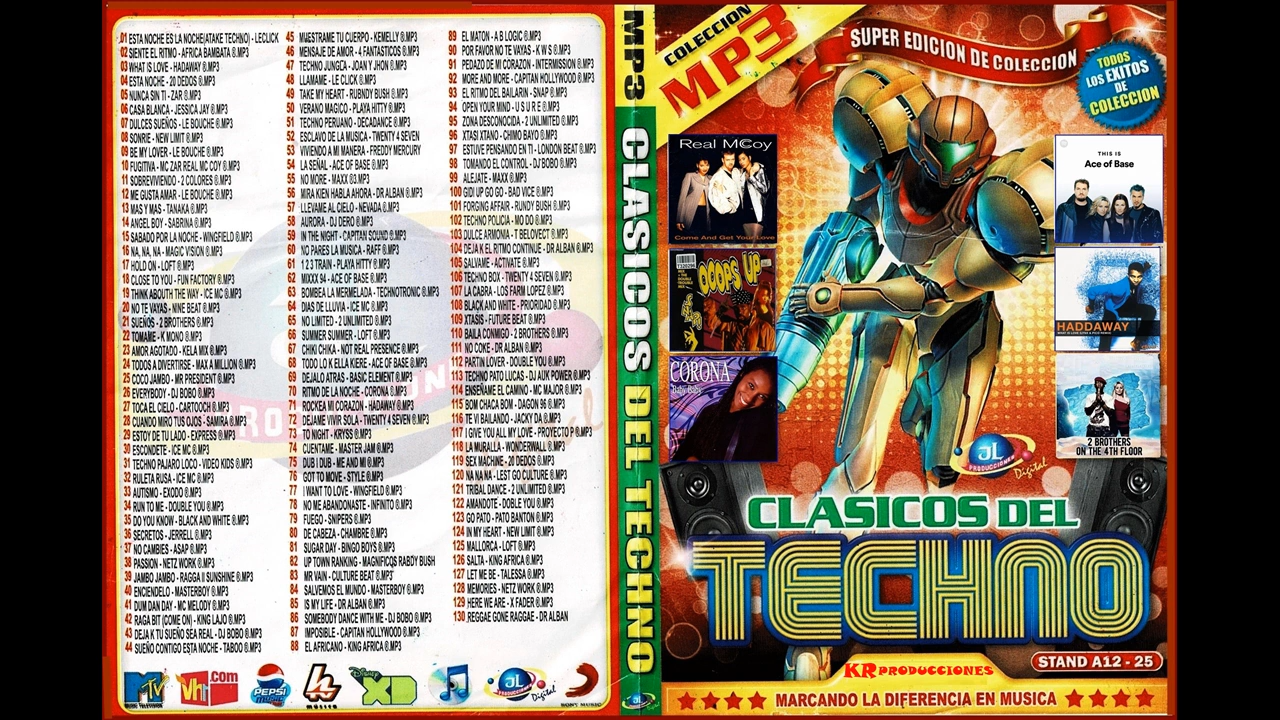 01 ESTA NOCHE ES LA NOCHE(ATAKE TECHNO) - LECLICK
02 SIENTE EL RITMO - AFRICA BAMBATA ®.MP3
03 WHAT IS LOVE - HADAWAY ®.MP3
04 ESTA NOCHE - 20 DEDOS ®.MP3
05 NUNCA SIN TI - ZAR ®.MP3
06 CASA BLANCA - JESSICA JAY ®.MP3
07 DULCES SUEÑOS - LE BOUCHE ®.MP3
08 SONRIE - NEW LIMIT ®.MP3
09 BE MY LOVER - LE BOUCHE ®.MP3
10 FUGITIVA - MC ZAR REAL MC COY ®.MP3
11 SOBREVIVIENDO - 2 COLORES ®.MP3
12 ME GUSTA AMAR - LE BOUCHE ®.MP3
13 MAS Y MAS - TANAKA ®.MP3
14 ANGEL BOY - SABRINA ®.MP3
15 SABADO POR LA NOCHE - WINGFIELD ®.MP3
16 NA, NA, NA - MAGIC VISION ®.MP3
17 HOLD ON - LOFT ®.MP3
18 CLOSE TO YOU - FUN FACTORY ®.MP3
19 THINK ABOUTH THE WAY - ICE MC ®.MP3
20 NO TE VAYAS - NINE BEAT ®.MP3
21 SUEÑOS - 2 BROTHERS ®.MP3
22 TOMAME - K MONO ®.MP3
23 AMOR AGOTADO - KELA MIX ®.MP3
24 TODOS A DIVERTIRSE - MAX A MILLION ®.MP3
25 COCO JAMBO - MR PRESIDENT ®.MP3
26 EVERYBODY - DJ BOBO ®.MP3
27 TOCA EL CIELO - CARTOOCH ®.MP3
28 CUANDO MIRO TUS OJOS - SAMIRA ®.MP3
29 ESTOY DE TU LADO - EXPRESS ®.MP3
30 ESCONDETE - ICE MC ®.MP3
31 TECHNO PAJARO LOCO - VIDEO KIDS ®.MP3
32 RULETA RUSA - ICE MC ®.MP3
33 AUTISMO - EXODO ®.MP3
34 RUN TO ME - DOUBLE YOU ®.MP3
35 DO YOU KNOW - BLACK AND WHITE ®.MP3
36 SECRETOS - JERRELL ®.MP3
37 NO CAMBIES - ASAP ®.MP3
38 PASSION - NETZ WORK ®.MP3
39 JAMBO JAMBO - RAGGA II SUNSHINE ®.MP3
40 ENCIENDELO - MASTERBOY ®.MP3
41 DUM DAN DAY - MC MELODY ®.MP3
42 RAGA BIT (COME ON) - KING LAJO ®.MP3
43 DEJA K TU SUEÑO SEA REAL - DJ BOBO ®.MP3
44 SUEÑO CONTIGO ESTA NOCHE - TABOO ®.MP3
45 MUESTRAME TU CUERPO - KEMELLY ®.MP3
46 MENSAJE DE AMOR - 4 FANTASTICOS ®.MP3
47 TECHNO JUNGCA - JOAN Y JHON ®.MP3
48 LLAMAME - LE CLICK ®.MP3
49 TAKE MY HEART - RUBNDY BUSH ®.MP3
50 VERANO MAGICO - PLAYA HITTY ®.MP3
51 TECHNO PERUANO - DECADANCE ®.MP3
52 ESCLAVO DE LA MUSICA - TWENTY 4 SEVEN
53 VIVIENDO A MI MANERA - FREDDY MERCURY
54 LA SEÑAL - ACE OF BASE ®.MP3
55 NO MORE - MAXX ®3.MP3
56 MIRA KIEN HABLA AHORA - DR ALBAN ®.MP3
57 LLEVAME AL CIELO - NEVADA ®.MP3
58 AURORA - DJ DERO ®.MP3
59 IN THE NIGHT - CAPITAN SOUND ®.MP3
60 NO PARES LA MUSICA - RAFF ®.MP3
61 1 2 3 TRAIN - PLAYA HITTY ®.MP3
62 MIXXX 94 - ACE OF BASE ®.MP3
63 BOMBEA LA MERMELADA - TECHNOTRONIC ®.MP3
64 DIAS DE LLUVIA - ICE MC ®.MP3
65 NO LIMITED - 2 UNLIMITED ®.MP3
66 SUMMER SUMMER - LOFT ®.MP3
67 CHIKI CHIKA - NOT REAL PRESENCE ®.MP3
68 TODO LO K ELLA KIERE - ACE OF BASE ®.MP3
69 DEJALO ATRAS - BASIC ELEMENT ®.MP3
70 RITMO DE LA NOCHE - CORONA ®.MP3
71 ROCKEA MI CORAZON - HADAWAY ®.MP3
72 DEJAME VIVIR SOLA - TWENTY 4 SEVEN ®.MP3
73 TO NIGHT - KRYSS ®.MP3
74 CUENTAME - MASTER JAM ®.MP3
75 DUB I DUB - ME AND MI ®.MP3
76 GOT TO MOVE - STYLE ®.MP3
77 I WANT TO LOVE - WINGFIELD ®.MP3
78 NO ME ABANDONASTE - INFINITO ®.MP3
79 FUEGO - SNIPERS ®.MP3
80 DE CABEZA - CHAMBRE ®.MP3
81 SUGAR DAY - BINGO BOYS ®.MP3
62 UP TOWN RANKING - MAGNIFICOS RABDY BUSH
83 MR VAIN - CULTURE BEAT ®.MP3
84 SALVEMOS EL MUNDO - MASTERBOY ®.MP3
85 IS MY LIFE - DR ALBAN ®.MP3
86 SOMEBODY DANCE WITH ME - DJ BOBO ®.MP3
87 IMPOSIBLE - CAPITAN HOLLYWOOD ®.MP3
88 EL AFRICANO - KING AFRICA ®.MP3
89 EL MATON - A B LOGIC ®.MP3
90 POR FAVOR NO TE VAYAS - K W S ®.MP3
91 PEDAZO DE MI CORAZON - INTERMISSION ®.MP3
92 MORE AND MORE - CAPITAN HOLLYWOOD ®.MP3
93 EL RITMO DEL BAILARIN - SNAP ®.MP3
94 OPEN YOUR MIND - U S U R E ®.MP3
95 ZONA DESCONOCIDA - 2 UNLIMITED ®.MP3
96 XTASI XTANO - CHIMO BAYO ®.MP3
97 ESTUVE PENSANDO EN TI - LONDON BEAT ®.MP3
98 TOMANDO EL CONTROL - DJ BOBO ®.MP3
99 ALEJATE - MAXX ®.MP3
100 GIDI UP GO GO - BAD VICE ®.MP3
101 FORGING AFFAIR - RUNDY BUSH ®.MP3
102 TECHNO POLICIA - MO DO ®.MP3
103 DULCE ARMONIA - T BELOVECT ®.MP3
104 DEJA K EL RITMO CONTINUE - DR ALBAN ®.MP3
105 SALVAME - ACTIVATE ®.MP3
106 TECHNO BOX - TWENTY 4 SEVEN ®.MP3
107 LA CABRA - LOS FARM LOPEZ ®.MP3
108 BLACK AND WHITE - PRIORIDAD ®.MP3
109 XTASIS - FUTURE BEAT ®.MP3
110 BAILA CONMIGO - 2 BROTHERS ®.MP3
111 NO COKE - DR ALBAN ®.MP3
112 PARTIN LOVER - DOUBLE YOU ®.MP3
113 TECHNO PATO LUCAS - DJ AUK POWER ®.MP3
114 ENSEÑAME EL CAMINO - MC MAJOR ®.MP3
115 BOM CHACA BOM - DAGON 96 ®.MP3
116 TE VI BAILANDO - JACKY DA ®.MP3
117 I GIVE YOU ALL MY LOVE - PROYECTO P ®.MP3
118 LA MURALLA - WONDERWALL ®.MP3
119 SEX MACHINE - 20 DEDOS ®.MP3
120 NA NA NA - LEST GO CULTURE ®.MP3
121 TRIBAL DANCE - 2 UNLIMITED ®.MP3
122 AMANDOTE - DOBLE YOU ®.MP3
123 GO PATO - PATO BANTON ®.MP3
124 IN MY HEART - NEW LIMIT ®.MP3
125 MALLORCA - LOFT ®.MP3
126 SALTA - KING AFRICA ®.MP3
127 LET ME BE - TALESSA ®.MP3
128 MEMORIES - NETZ WORK ®.MP3
129 HERE WE ARE - X FADER ®.MP3
130 REGGAE GONE RAGGAE - DR ALBAN
MTV
MUSIC TELEVISION
VH1.com
PEPSI
música
Disney
XD
JL
PRODUCCIONES
Digital
SONY MUSIC
MP3
CLASICOS DEL TECHNO
COLECCION
MP3
SUPER EDICION DE COLECCION
TODOS
LOS EXITOS
DE
COLECCION
Real McCoy
Come And Get Your Love
THIS IS
Ace of Base
OOOPS UP
HADDAWAY
CORONA
Baby Baby
2 BROTHERS
ON THE 4TH FLOOR
JL
PRODUCCIONES
Digital
CLASICOS DEL
TECHNO
KR PRODUCCIONES
STAND A12 - 25
MARCANDO LA DIFERENCIA EN MUSICA